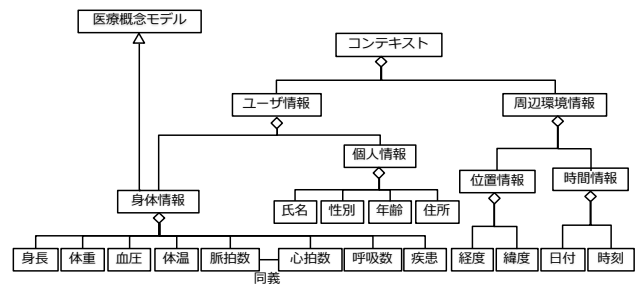 医療概念モデル
コンテキスト
ユーザ情報
周辺環境情報
個人情報
位置情報
時間情報
身体情報
氏名
性別
年齢
住所
身長
体重
血圧
体温
脈拍数
心拍数
呼吸数
疾患
経度
緯度
日付
時刻
同義